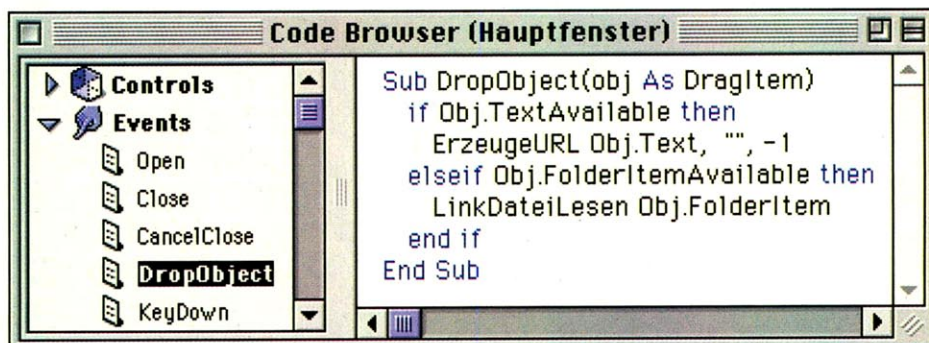 Code Browser (Hauptfenster)
Controls
Events
Open
Close
CancelClose
DropObject
KeyDown
Sub DropObject(obj As DragItem)
if Obj.TextAvailable then
ErzeugeURL Obj.Text, "", -1
elseif Obj.FolderItemAvailable then
LinkDateiLesen Obj.FolderItem
end if
End Sub